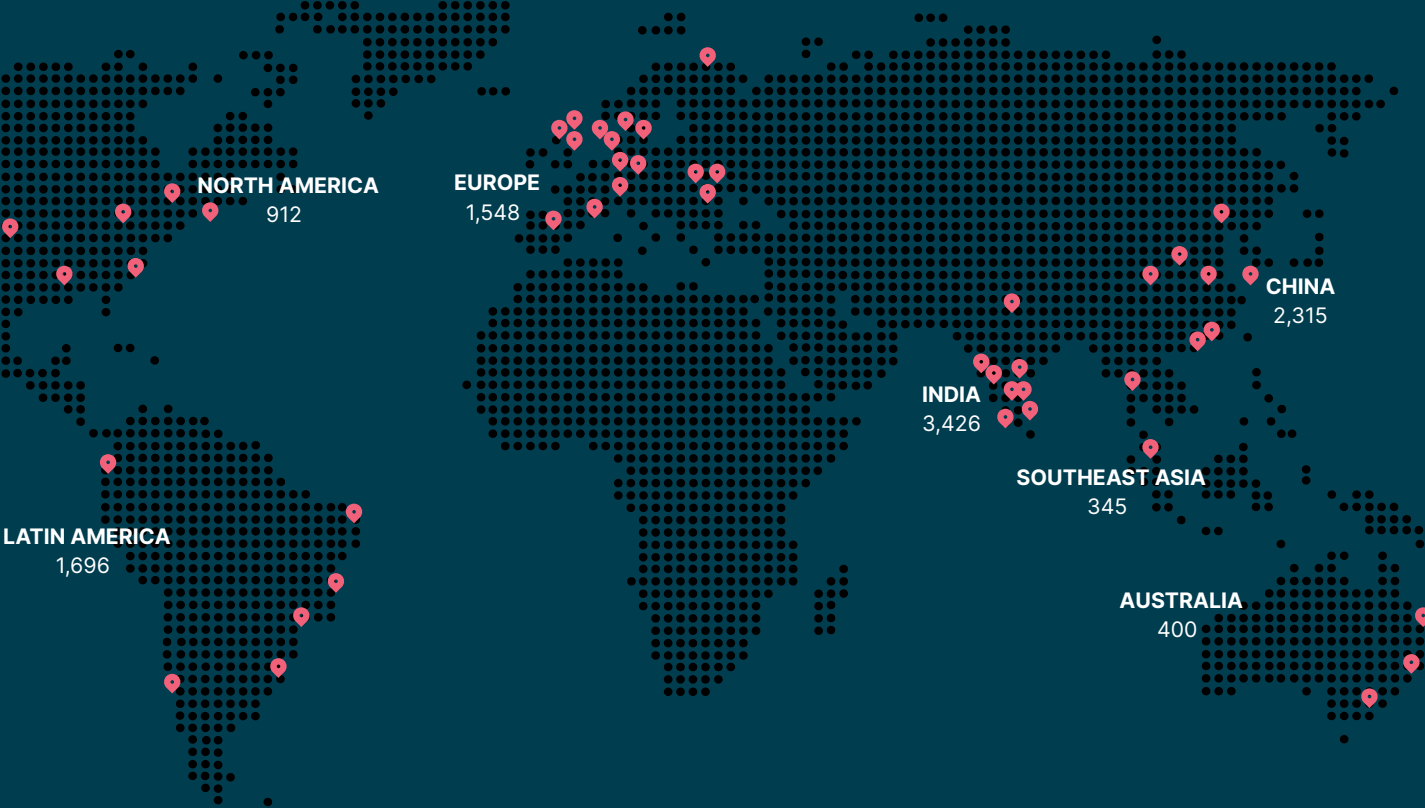 NORTH AMERICA
912
EUROPE
1,548
CHINA
2,315
INDIA
3,426
SOUTHEAST ASIA
345
LATIN AMERICA
1,696
AUSTRALIA
400